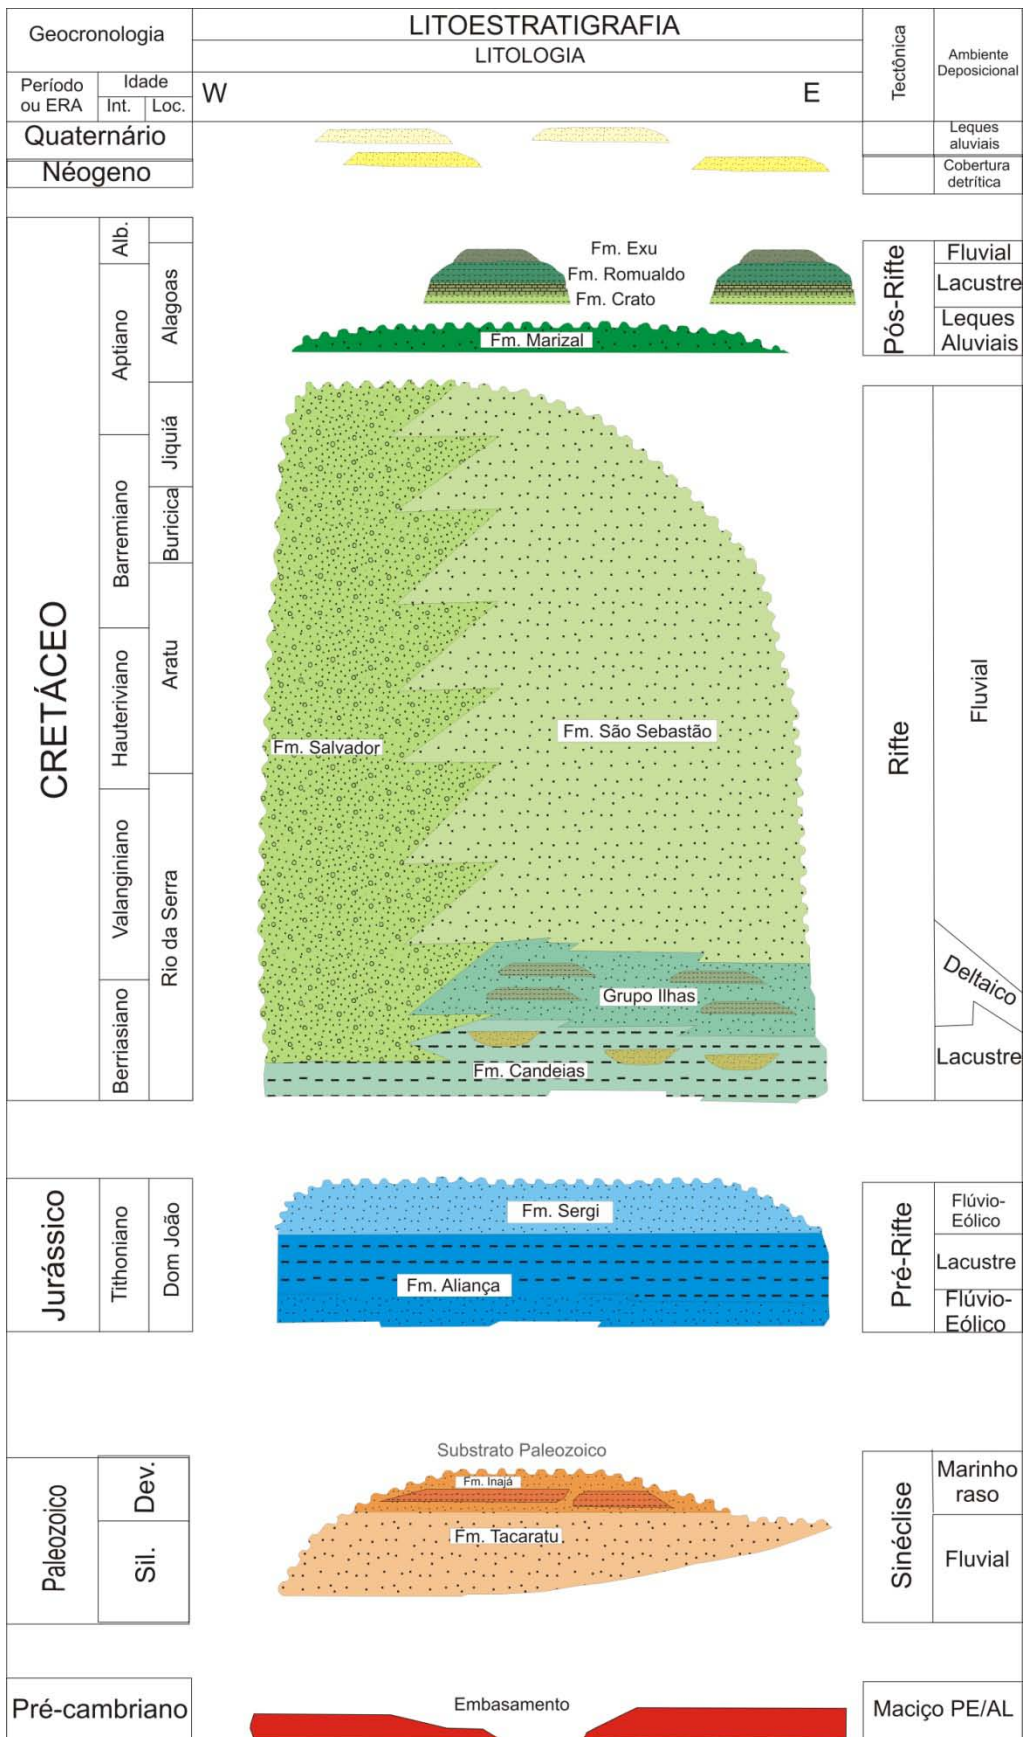 Geocronologia
LITOESTRATIGRAFIA
LITOLOGIA
Tectônica
Ambiente
Deposicional
Período
ou ERA
Idade
Int.
Loc.
W
E
Quaternário
Leques
aluviais
Néogeno
Cobertura
detrítica
CRETÁCEO
Alb.
Aptiano
Barremiano
Hauteriviano
Valanginiano
Berriasiano
Alagoas
Jiquiá
Buricica
Aratu
Rio da Serra
Fm. Exu
Fm. Romualdo
Fm. Crato
Fm. Marizal
Fm. Salvador
Fm. São Sebastão
Grupo Ilhas
Fm. Candeias
Pós-Rifte
Fluvial
Lacustre
Leques
Aluviais
Rifte
Fluvial
Deltaico
Lacustre
Jurássico
Tithoniano
Dom João
Fm. Sergi
Fm. Aliança
Pré-Rifte
Flúvio-
Eólico
Lacustre
Flúvio-
Eólico
Paleozoico
Dev.
Sil.
Substrato Paleozoico
Fm. Inajá
Fm. Tacaratu
Sinéclise
Marinho
raso
Fluvial
Pré-cambriano
Embasamento
Maciço PE/AL